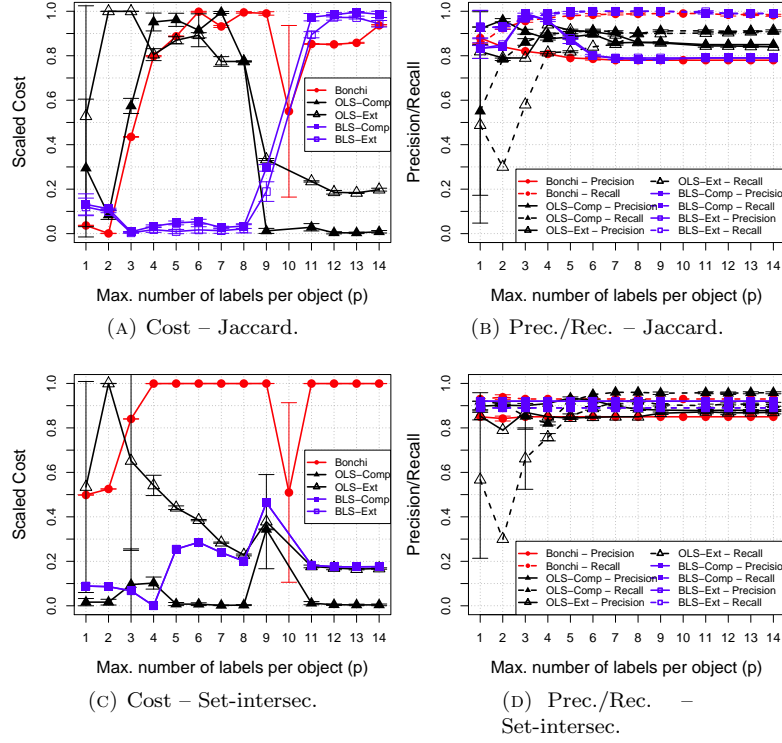 Scaled Cost
0.0 0.2 0.4 0.6 0.8 1.0
Bonchi
OLS−Comp
OLS−Ext
BLS−Comp
BLS−Ext
1 2 3 4 5 6 7 8 9 10 11 12 13 14
Max. number of labels per object (p)
(A) Cost – Jaccard.
Precision/Recall
0.0 0.2 0.4 0.6 0.8 1.0
Bonchi − Precision
Bonchi − Recall
OLS−Comp − Precision
OLS−Comp − Recall
OLS−Ext − Precision
OLS−Ext − Recall
BLS−Comp − Precision
BLS−Comp − Recall
BLS−Ext − Precision
BLS−Ext − Recall
1 2 3 4 5 6 7 8 9 10 11 12 13 14
Max. number of labels per object (p)
(B) Prec./Rec. – Jaccard.
Scaled Cost
0.0 0.2 0.4 0.6 0.8 1.0
Bonchi
OLS−Comp
OLS−Ext
BLS−Comp
BLS−Ext
1 2 3 4 5 6 7 8 9 10 11 12 13 14
Max. number of labels per object (p)
(C) Cost – Set-intersec.
Precision/Recall
0.0 0.2 0.4 0.6 0.8 1.0
Bonchi − Precision
Bonchi − Recall
OLS−Comp − Precision
OLS−Comp − Recall
OLS−Ext − Precision
OLS−Ext − Recall
BLS−Comp − Precision
BLS−Comp − Recall
BLS−Ext − Precision
BLS−Ext − Recall
1 2 3 4 5 6 7 8 9 10 11 12 13 14
Max. number of labels per object (p)
(D) Prec./Rec. –
Set-intersec.